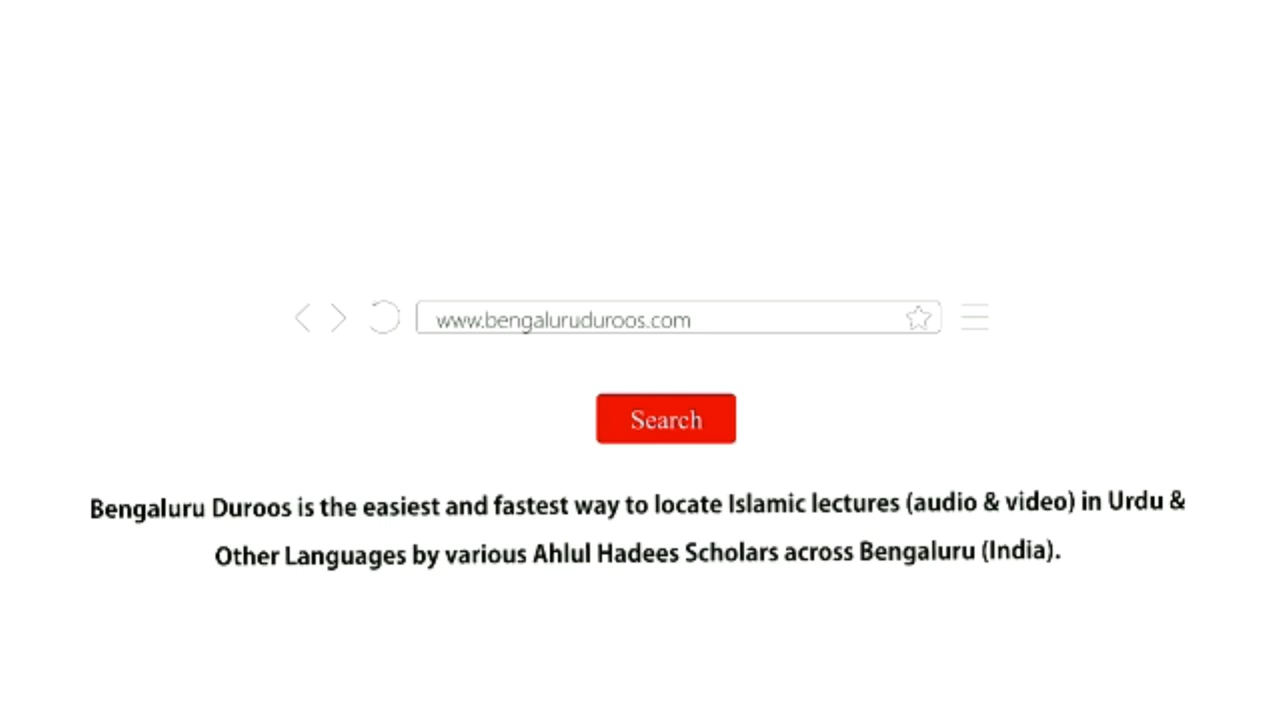 www.bengaluruduroos.com
Search
Bengaluru Duroos is the easiest and fastest way to locate Islamic lectures (audio & video) in Urdu &
Other Languages by various Ahlul Hadees Scholars across Bengaluru (India).